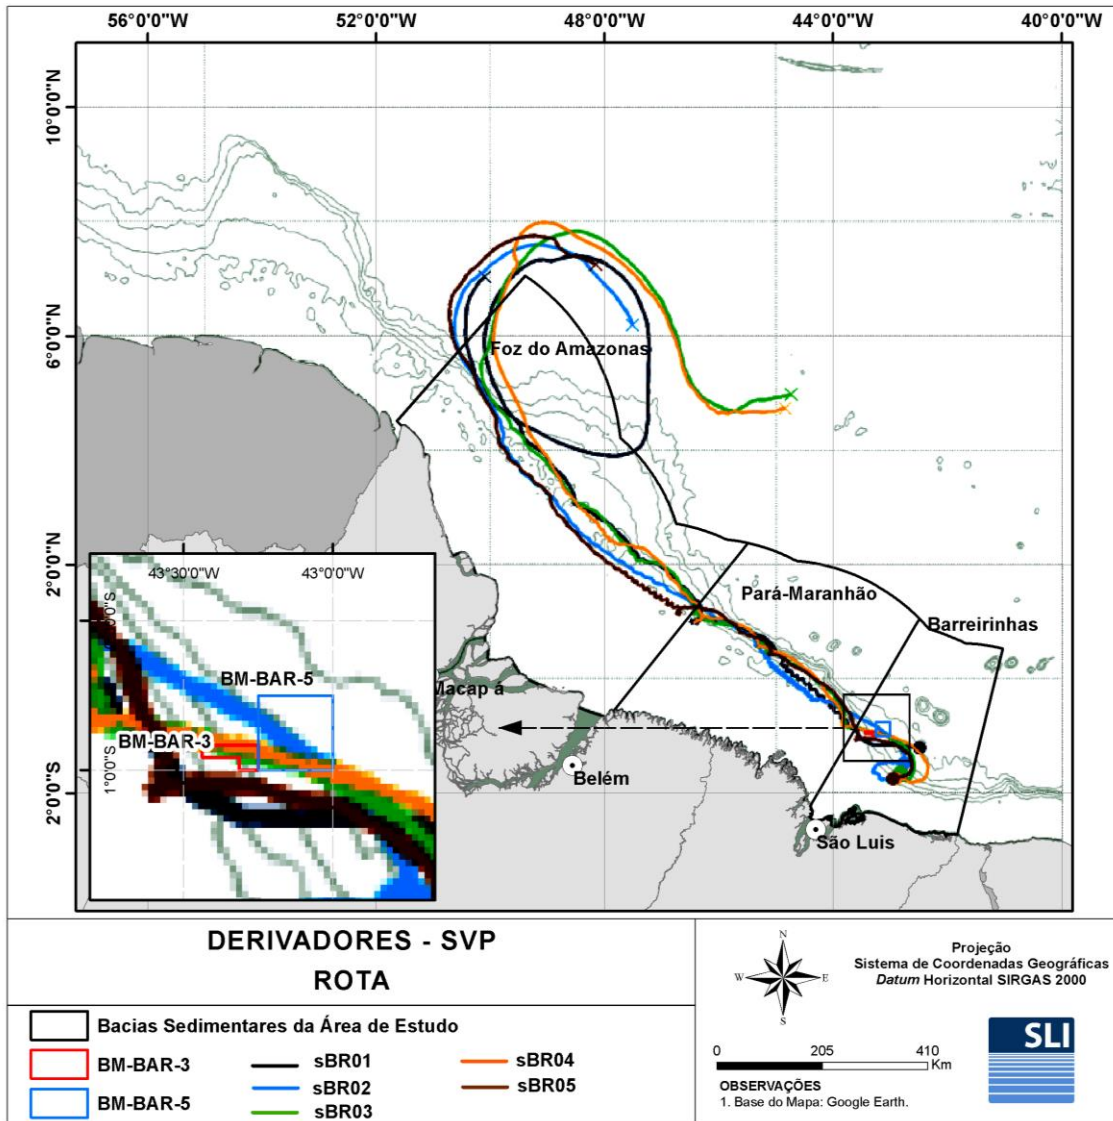 56°0'0"W 52°0'0"W 48°0'0"W 44°0'0"W 40°0'0"W
10°0'0"N
6°0'0"N
Foz do Amazonas
2°0'0"N
43°30'0"W 43°0'0"W
Pará-Maranhão
Barreirinhas
BM-BAR-5
Macap á
BM-BAR-3
1°0'0"S
Belém
2°0'0"S
São Luis
DERIVADORES - SVP
ROTA
Bacias Sedimentares da Área de Estudo
BM-BAR-3
BM-BAR-5
sBR01
sBR02
sBR03
sBR04
sBR05
N
W E
S
Projeção
Sistema de Coordenadas Geográficas
Datum Horizontal SIRGAS 2000
0 205 410
Km
OBSERVAÇÕES
1. Base do Mapa: Google Earth.
SLI